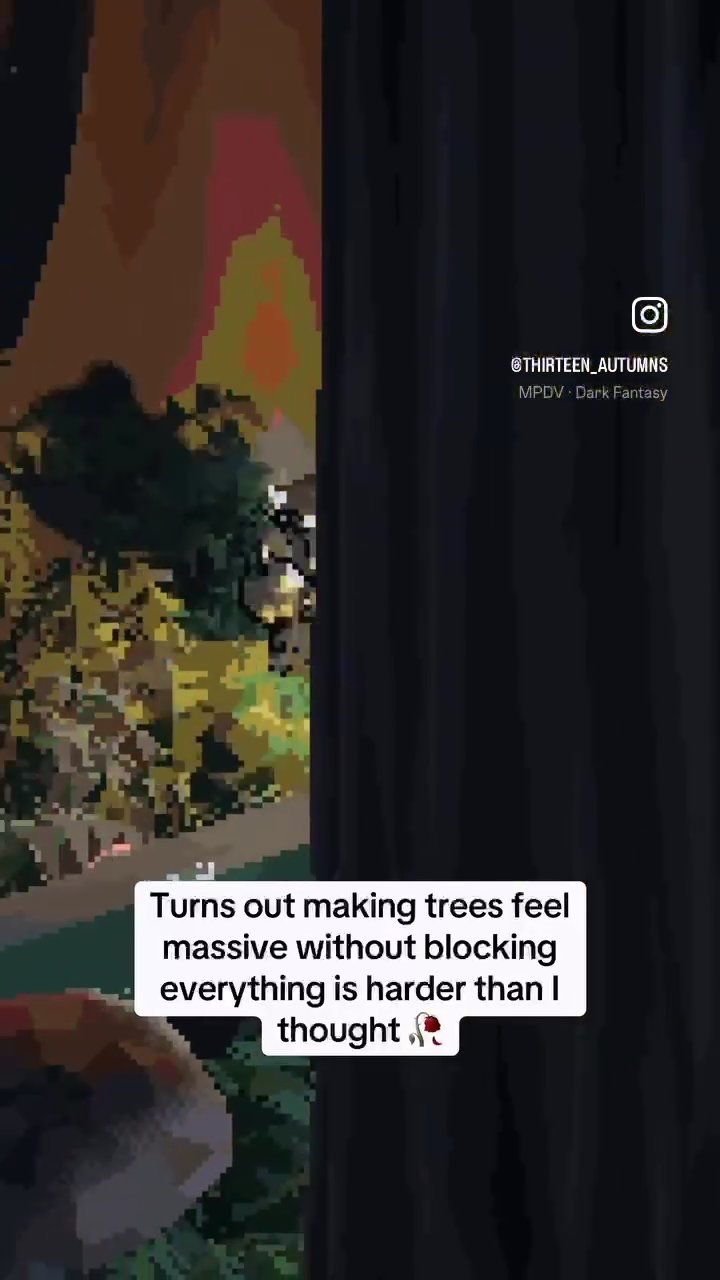 @THIRTEEN_AUTUMNS
MPDV · Dark Fantasy
Turns out making trees feel
massive without blocking
everything is harder than I
thought 🥀